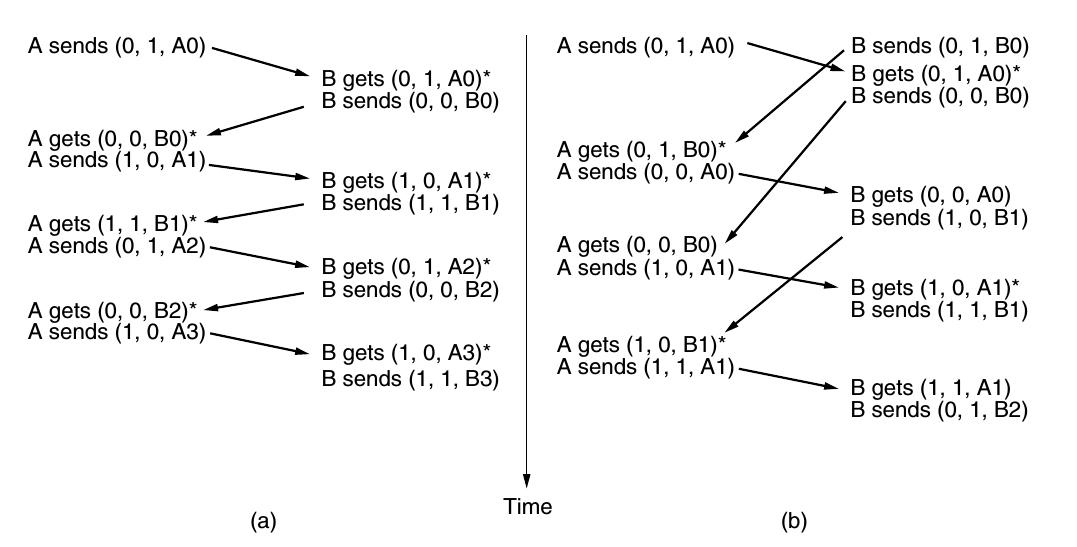 A sends (0, 1, A0)
B gets (0, 1, A0)*
B sends (0, 0, B0)
A gets (0, 0, B0)*
A sends (1, 0, A1)
B gets (1, 0, A1)*
B sends (1, 1, B1)
A gets (1, 1, B1)*
A sends (0, 1, A2)
B gets (0, 1, A2)*
B sends (0, 0, B2)
A gets (0, 0, B2)*
A sends (1, 0, A3)
B gets (1, 0, A3)*
B sends (1, 1, B3)
(a)
Time
A sends (0, 1, A0)
B sends (0, 1, B0)
B gets (0, 1, A0)*
B sends (0, 0, B0)
A gets (0, 1, B0)*
A sends (0, 0, A0)
B gets (0, 0, A0)
B sends (1, 0, B1)
A gets (0, 0, B0)
A sends (1, 0, A1)
B gets (1, 0, A1)*
B sends (1, 1, B1)
A gets (1, 0, B1)*
A sends (1, 1, A1)
B gets (1, 1, A1)
B sends (0, 1, B2)
(b)